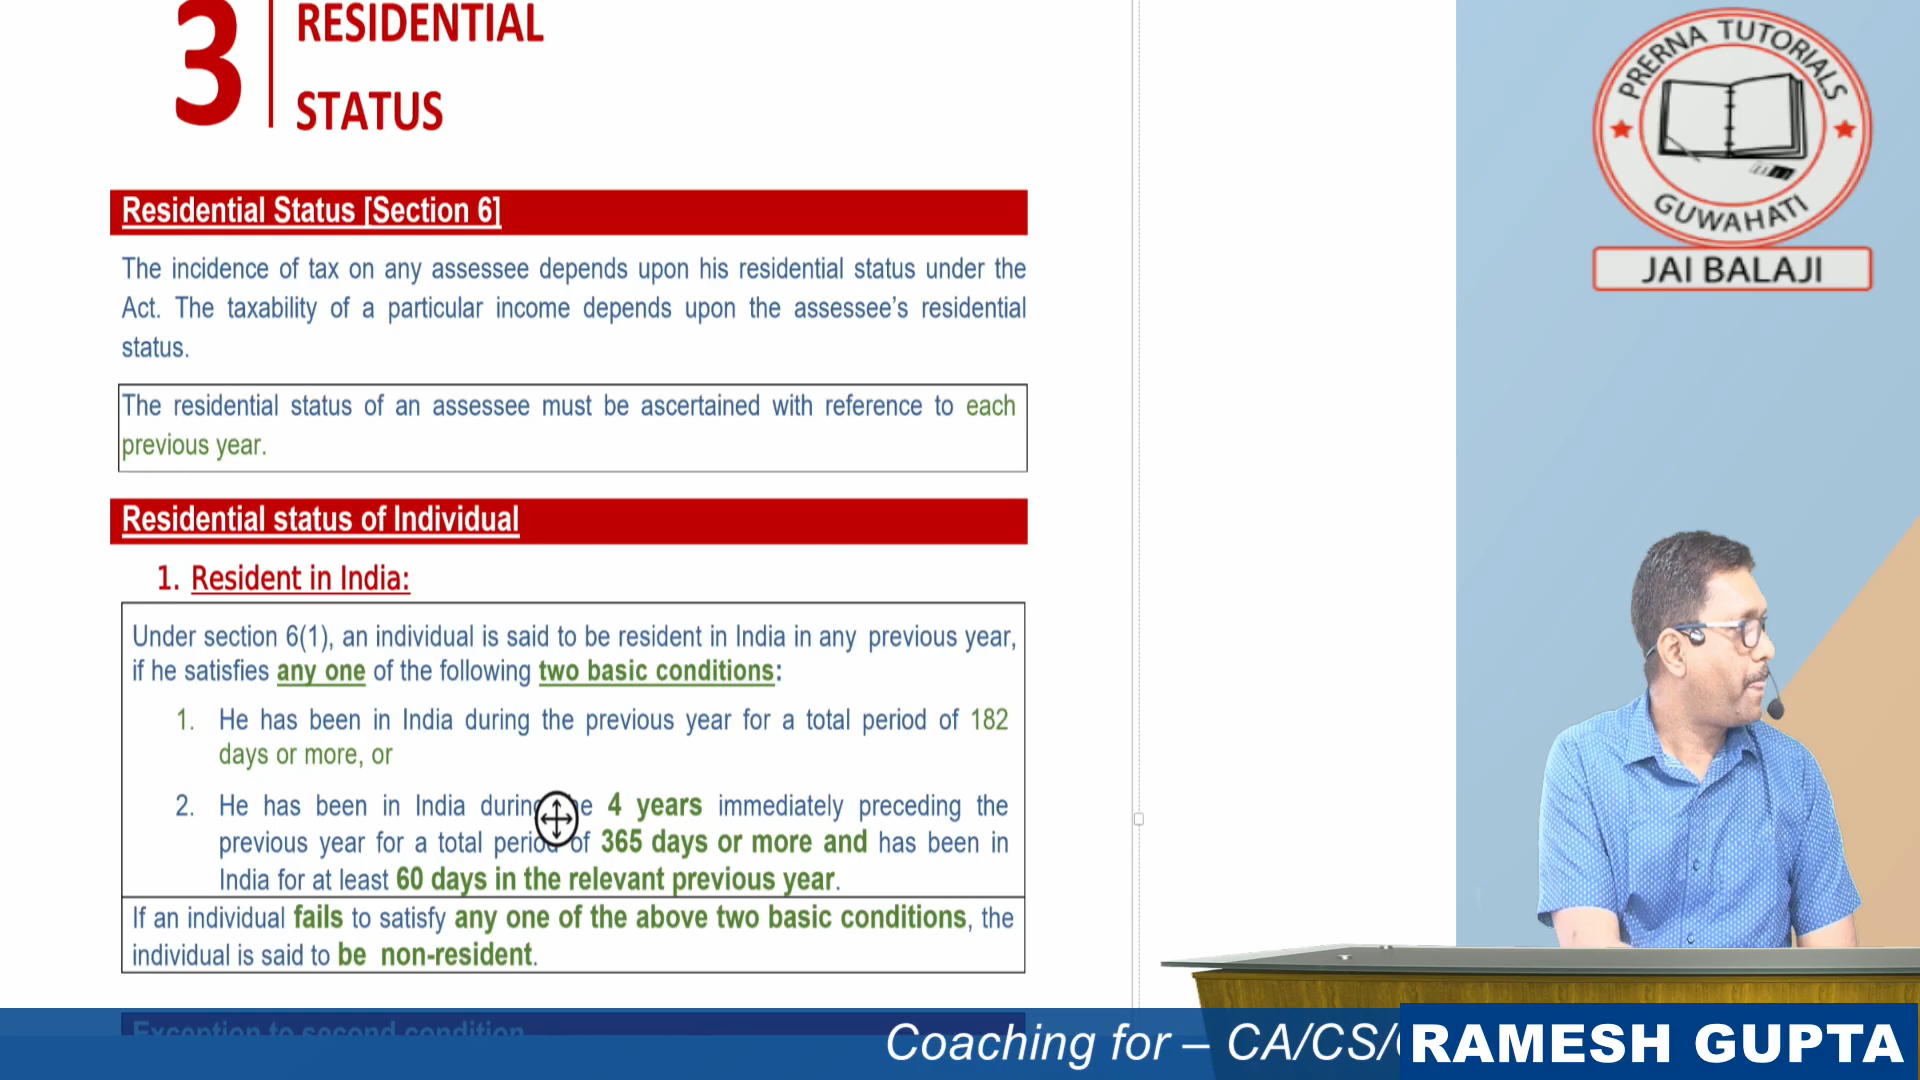 3
RESIDENTIAL
STATUS
Residential Status [Section 6]
The incidence of tax on any assessee depends upon his residential status under the
Act. The taxability of a particular income depends upon the assessee’s residential
status.
The residential status of an assessee must be ascertained with reference to each
previous year.
Residential status of Individual
1. Resident in India:
Under section 6(1), an individual is said to be resident in India in any previous year,
if he satisfies any one of the following two basic conditions:
1. He has been in India during the previous year for a total period of 182
days or more, or
2. He has been in India during 4 years immediately preceding the
previous year for a total period of 365 days or more and has been in
India for at least 60 days in the relevant previous year.
If an individual fails to satisfy any one of the above two basic conditions, the
individual is said to be non-resident.
Exception to second condition
PRERNA TUTORIALS
GUWAHATI
JAI BALAJI
Coaching for – CA/CS/
RAMESH GUPTA